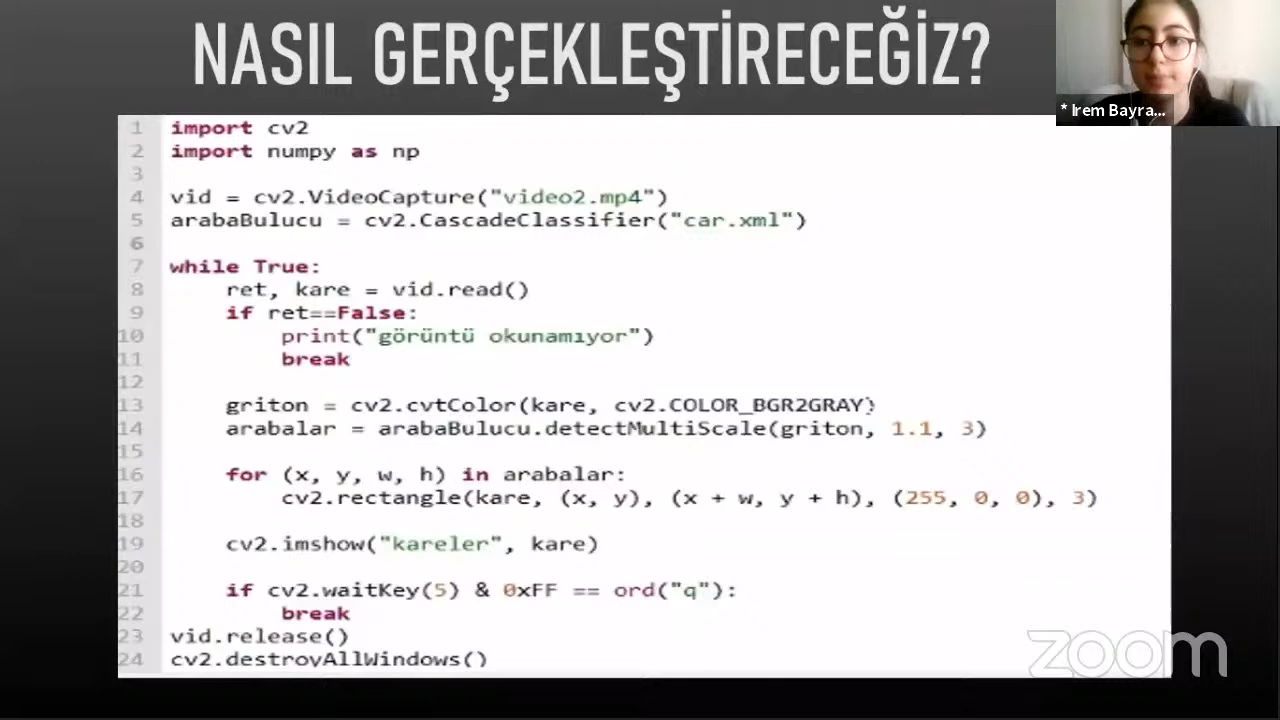 NASIL GERÇEKLEŞTİRECEĞİZ?
* Irem Bayra...
1 import cv2
2 import numpy as np
3
4 vid = cv2.VideoCapture("video2.mp4")
5 arabaBulucu = cv2.CascadeClassifier("car.xml")
6
7 while True:
8     ret, kare = vid.read()
9     if ret==False:
10         print("görüntü okunamıyor")
11         break
12
13     griton = cv2.cvtColor(kare, cv2.COLOR_BGR2GRAY)
14     arabalar = arabaBulucu.detectMultiScale(griton, 1.1, 3)
15
16     for (x, y, w, h) in arabalar:
17         cv2.rectangle(kare, (x, y), (x + w, y + h), (255, 0, 0), 3)
18
19     cv2.imshow("kareler", kare)
20
21     if cv2.waitKey(5) & 0xFF == ord("q"):
22         break
23 vid.release()
24 cv2.destroyAllWindows()
zoom